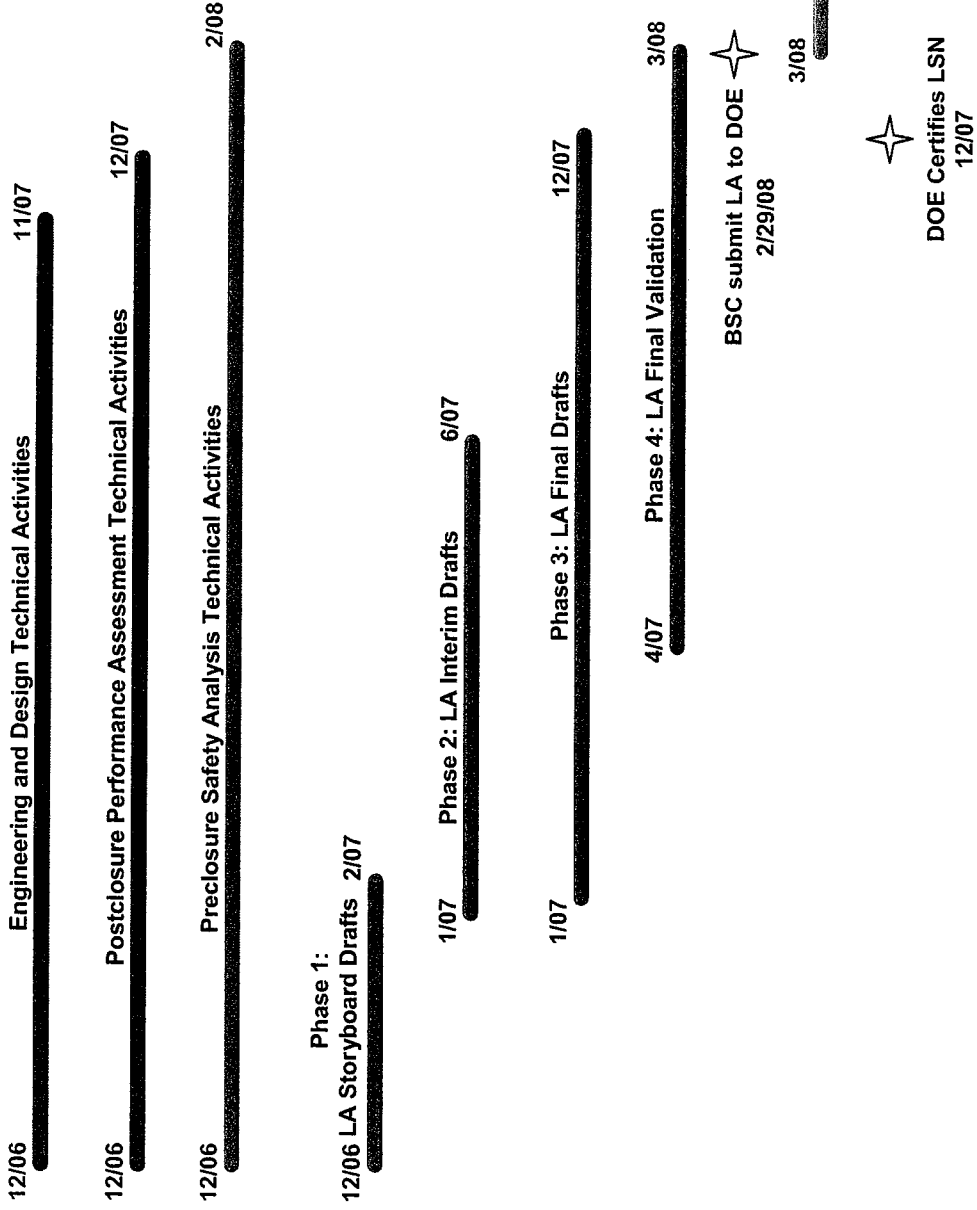 Engineering and Design Technical Activities
12/06
11/07
Postclosure Performance Assessment Technical Activities
12/06
12/07
Preclosure Safety Analysis Technical Activities
12/06
2/08
Phase 1:
12/06 LA Storyboard Drafts 2/07
1/07
Phase 2: LA Interim Drafts
6/07
1/07
Phase 3: LA Final Drafts
12/07
4/07
Phase 4: LA Final Validation
3/08
BSC submit LA to DOE
2/29/08
3/08
DOE Certifies LSN
12/07